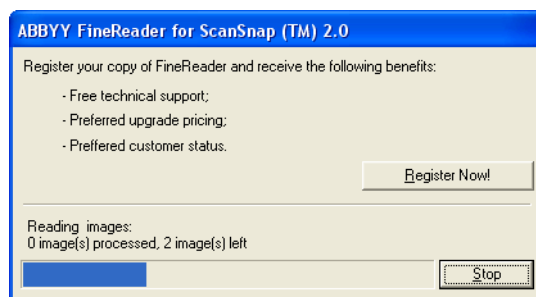 ABBYY FineReader for ScanSnap (TM) 2.0
Register your copy of FineReader and receive the following benefits:
- Free technical support;
- Preferred upgrade pricing;
- Preffered customer status.
Register Now!
Reading images:
0 image(s) processed, 2 image(s) left
Stop